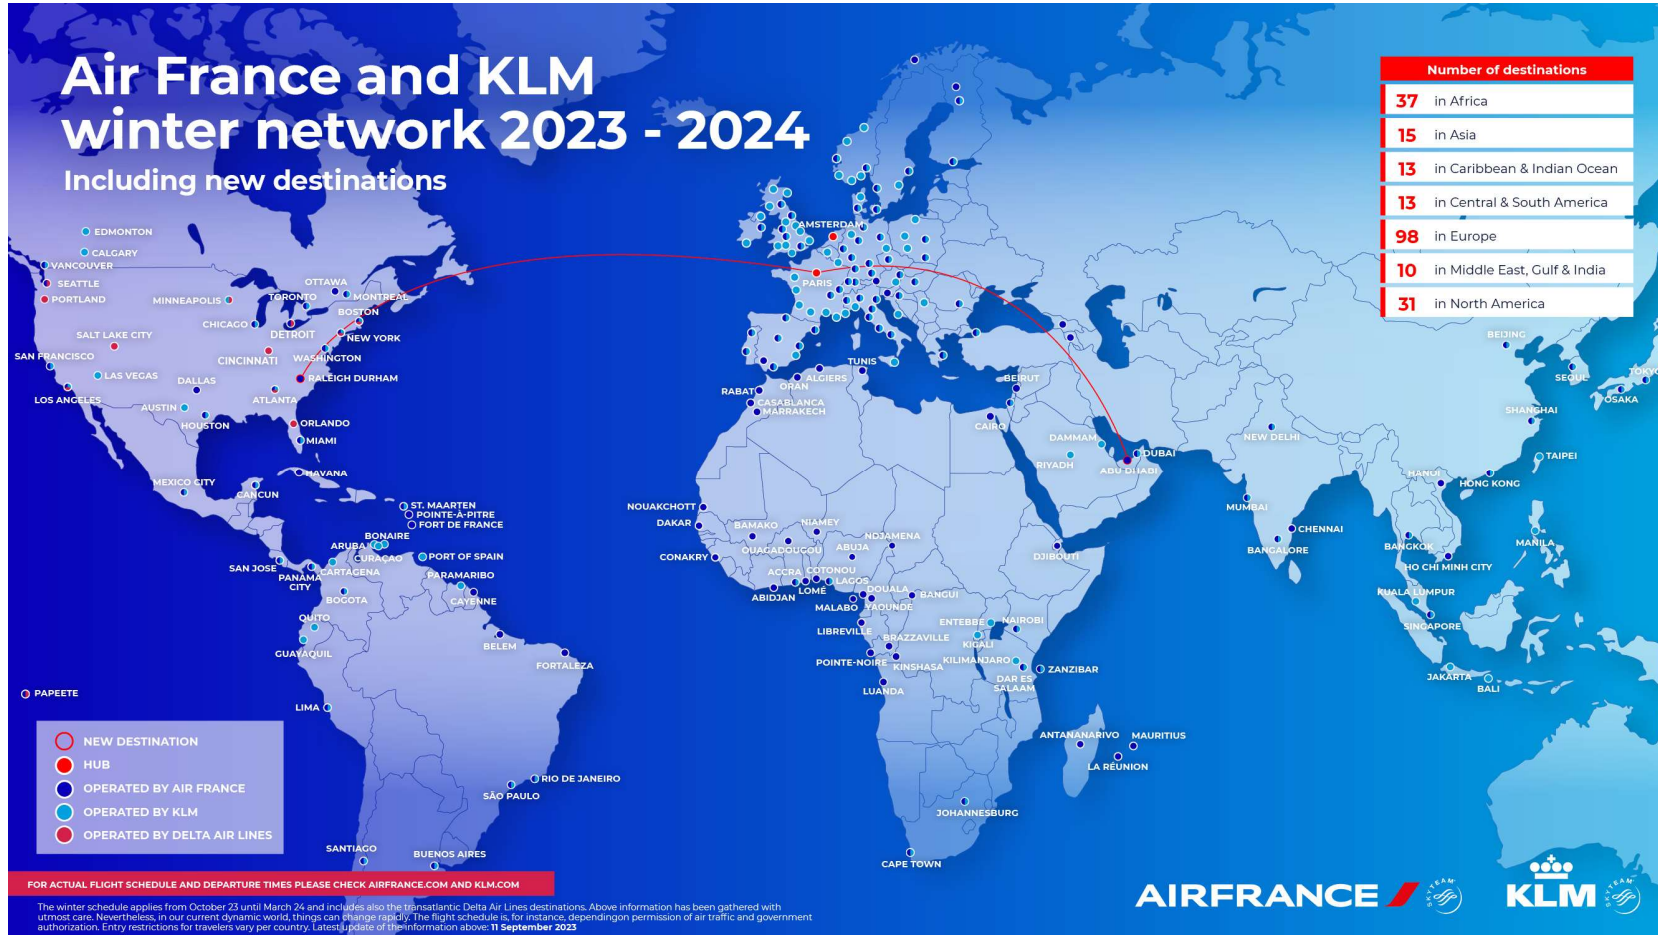 Air France and KLM
winter network 2023 - 2024
Including new destinations
Number of destinations
37 in Africa
15 in Asia
13 in Caribbean & Indian Ocean
13 in Central & South America
98 in Europe
10 in Middle East, Gulf & India
31 in North America
EDMONTON
CALGARY
VANCOUVER
SEATTLE
PORTLAND
MINNEAPOLIS
OTTAWA
TORONTO
MONTREAL
BOSTON
CHICAGO
DETROIT
NEW YORK
SALT LAKE CITY
CINCINNATI
WASHINGTON
SAN FRANCISCO
LAS VEGAS
DALLAS
RALEIGH DURHAM
LOS ANGELES
AUSTIN
ATLANTA
HOUSTON
ORLANDO
MIAMI
HAVANA
MEXICO CITY
CANCUN
ST. MAARTEN
POINTE-À-PITRE
FORT DE FRANCE
BONAIRE
ARUBA
CURAÇAO
PORT OF SPAIN
SAN JOSE
PANAMA
CITY
CARTAGENA
PARAMARIBO
BOGOTA
CAYENNE
QUITO
GUAYAQUIL
BELEM
FORTALEZA
PAPEETE
LIMA
RIO DE JANEIRO
SÃO PAULO
SANTIAGO
BUENOS AIRES
AMSTERDAM
PARIS
TUNIS
ALGIERS
ORAN
RABAT
CASABLANCA
MARRAKECH
BEIRUT
CAIRO
DAMMAM
RIYADH
DUBAI
ABU DHABI
NOUAKCHOTT
DAKAR
BAMAKO
NIAMEY
NDJAMENA
OUAGADOUGOU
ABUJA
CONAKRY
DJIBOUTI
ACCRA
COTONOU
LAGOS
LOMÉ
DOUALA
ABIDJAN
MALABO
YAOUNDE
BANGUI
LIBREVILLE
ENTEBBE
NAIROBI
BRAZZAVILLE
KIGALI
POINTE-NOIRE
KINSHASA
KILIMANJARO
ZANZIBAR
DAR ES
SALAAM
LUANDA
ANTANANARIVO
MAURITIUS
LA RÉUNION
JOHANNESBURG
CAPE TOWN
BEIJING
SEOUL
TOKYO
OSAKA
SHANGHAI
NEW DELHI
TAIPEI
HANOI
HONG KONG
MUMBAI
CHENNAI
BANGALORE
BANGKOK
MANILA
HO CHI MINH CITY
KUALA LUMPUR
SINGAPORE
JAKARTA
BALI
NEW DESTINATION
HUB
OPERATED BY AIR FRANCE
OPERATED BY KLM
OPERATED BY DELTA AIR LINES
FOR ACTUAL FLIGHT SCHEDULE AND DEPARTURE TIMES PLEASE CHECK AIRFRANCE.COM AND KLM.COM
The winter schedule applies from October 23 until March 24 and includes also the transatlantic Delta Air Lines destinations. Above information has been gathered with
utmost care. Nevertheless, in our current dynamic world, things can change rapidly. The flight schedule is, for instance, dependingon permission of air traffic and government
authorization. Entry restrictions for travelers vary per country. Latest update of the information above: 11 September 2023
AIRFRANCE
SKYTEAM
KLM
SKYTEAM